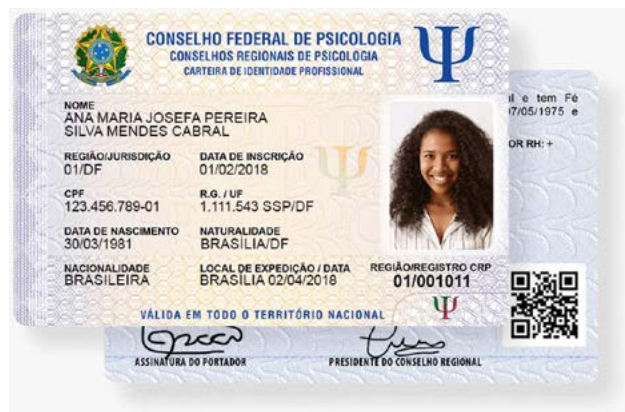 CONSELHO FEDERAL DE PSICOLOGIA
CONSELHOS REGIONAIS DE PSICOLOGIA
CARTEIRA DE IDENTIDADE PROFISSIONAL
NOME
ANA MARIA JOSEFA PEREIRA
SILVA MENDES CABRAL
REGIÃO/JURISDIÇÃO DATA DE INSCRIÇÃO
01/DF 01/02/2018
CPF R.G. / UF
123.456.789-01 1.111.543 SSP/DF
DATA DE NASCIMENTO NATURALIDADE
30/03/1981 BRASÍLIA/DF
NACIONALIDADE LOCAL DE EXPEDIÇÃO / DATA REGIÃO/REGISTRO CRP
BRASILEIRA BRASÍLIA 02/04/2018 01/001011
VÁLIDA EM TODO O TERRITÓRIO NACIONAL
e tem Fé
/05/1975 e
OR RH: +
ASSINATURA DO PORTADOR PRESIDENTE DO CONSELHO REGIONAL